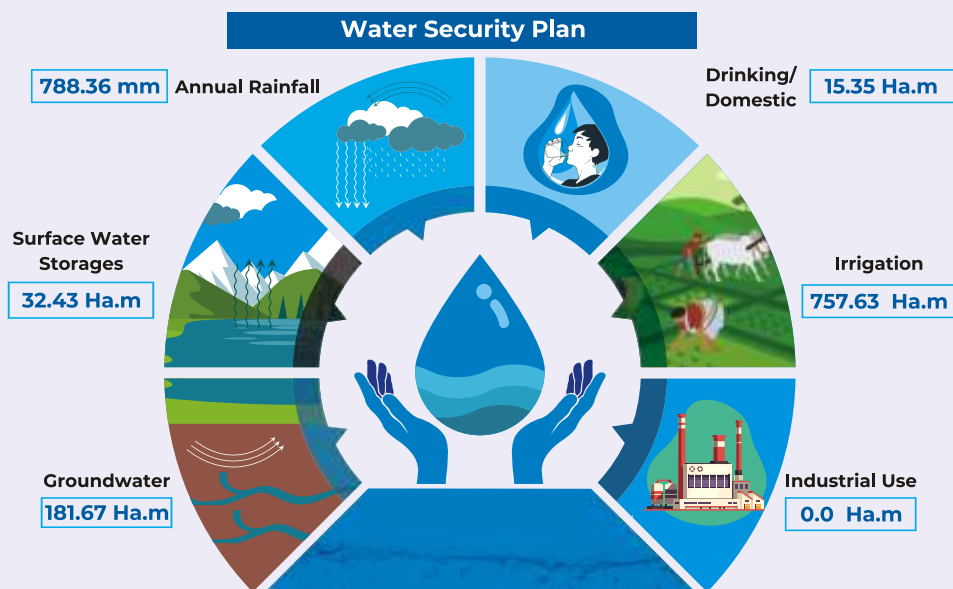 Water Security Plan
788.36 mm
Annual Rainfall
Drinking/
Domestic
15.35 Ha.m
Surface Water
Storages
32.43 Ha.m
Irrigation
757.63 Ha.m
Groundwater
181.67 Ha.m
Industrial Use
0.0 Ha.m